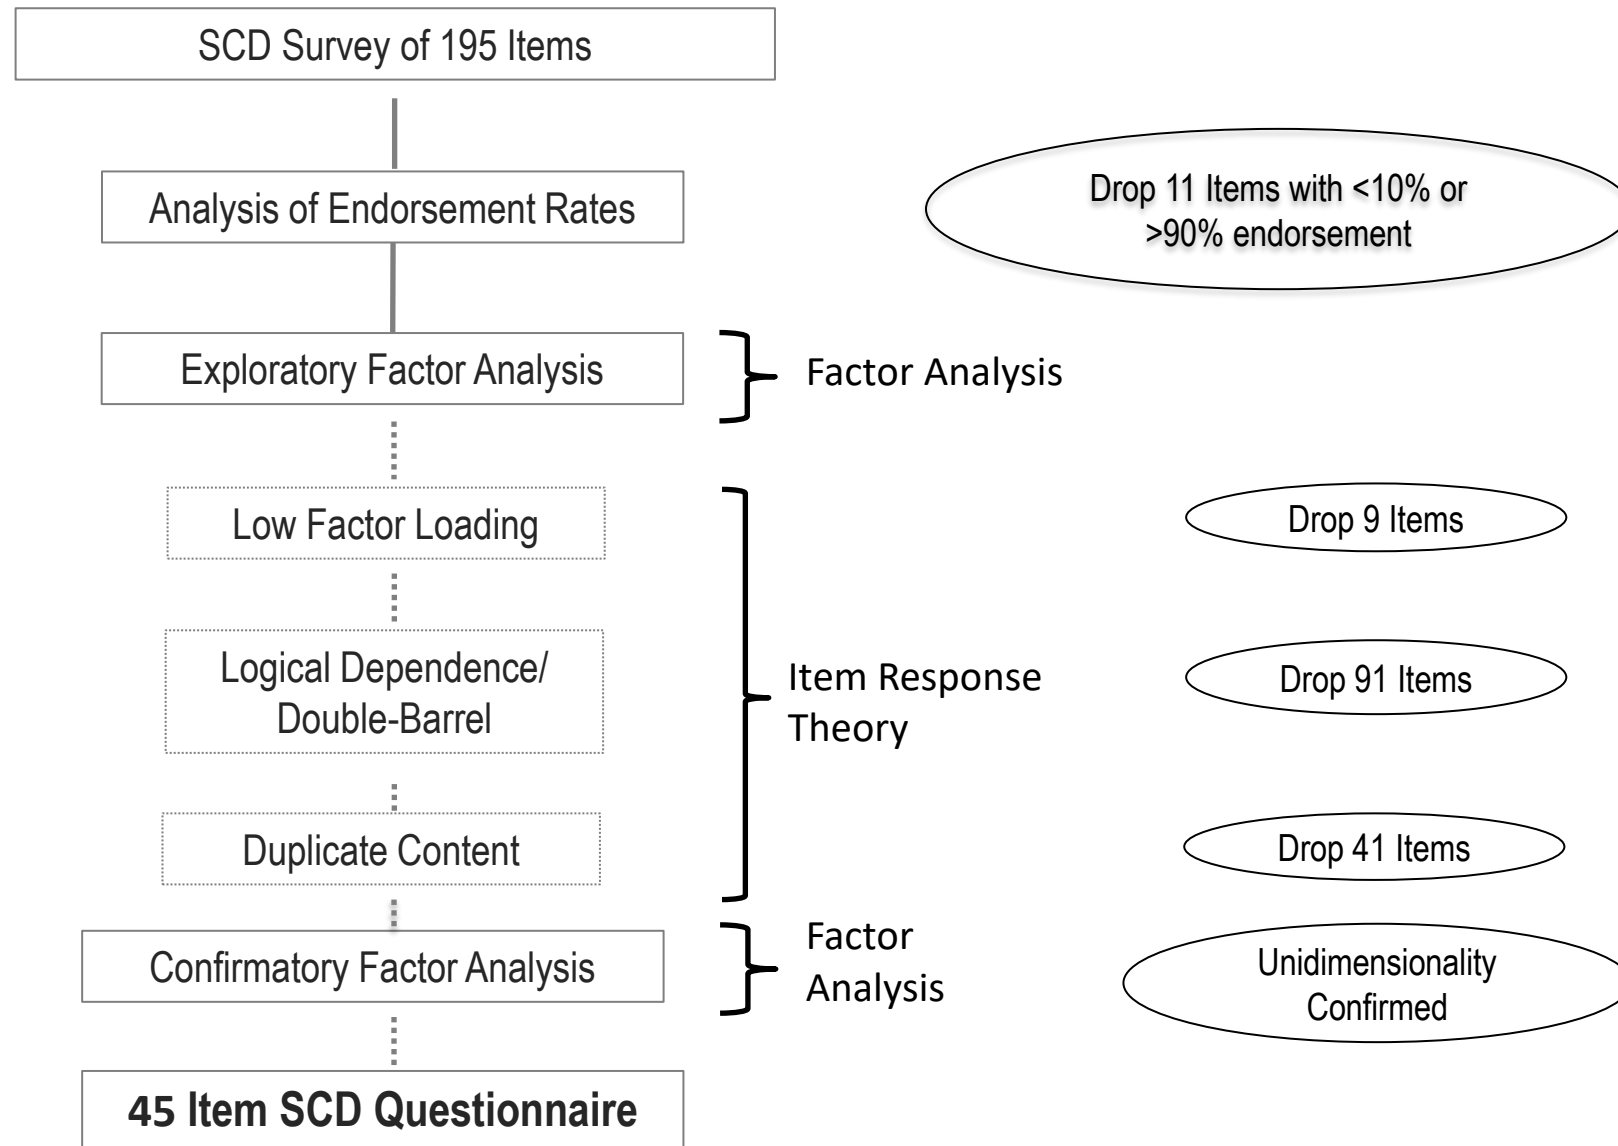 SCD Survey of 195 Items
Analysis of Endorsement Rates
Drop 11 Items with <10% or
>90% endorsement
Exploratory Factor Analysis
Factor Analysis
Low Factor Loading
Drop 9 Items
Logical Dependence/
Double-Barrel
Item Response
Theory
Drop 91 Items
Duplicate Content
Drop 41 Items
Confirmatory Factor Analysis
Factor
Analysis
Unidimensionality
Confirmed
45 Item SCD Questionnaire